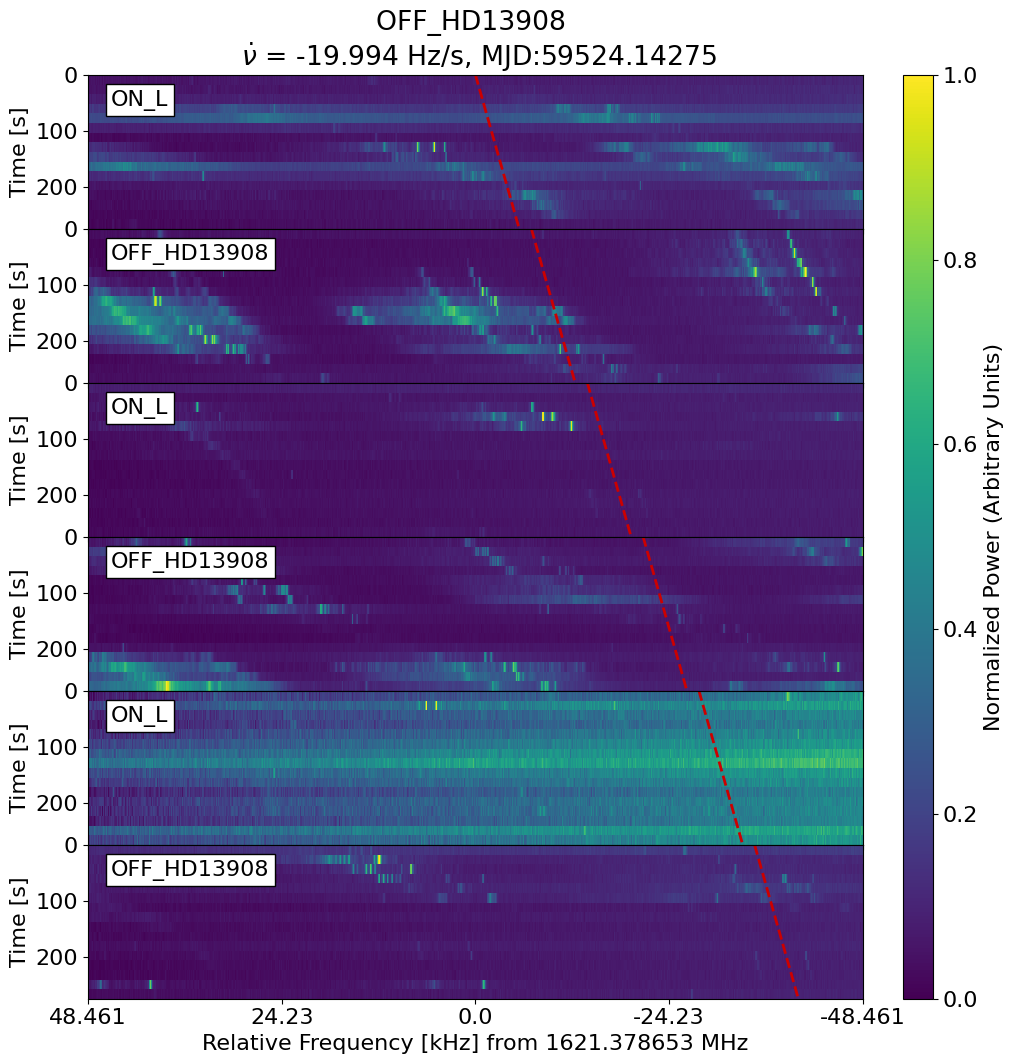 OFF_HD13908
ν̇ = -19.994 Hz/s, MJD:59524.14275
ON_L
OFF_HD13908
ON_L
OFF_HD13908
ON_L
OFF_HD13908
0
100
200
0
100
200
0
100
200
0
100
200
0
100
200
0
100
200
Time [s]
Time [s]
Time [s]
Time [s]
Time [s]
Time [s]
48.461 24.23 0.0 -24.23 -48.461
Relative Frequency [kHz] from 1621.378653 MHz
1.0
0.8
0.6
0.4
0.2
0.0
Normalized Power (Arbitrary Units)